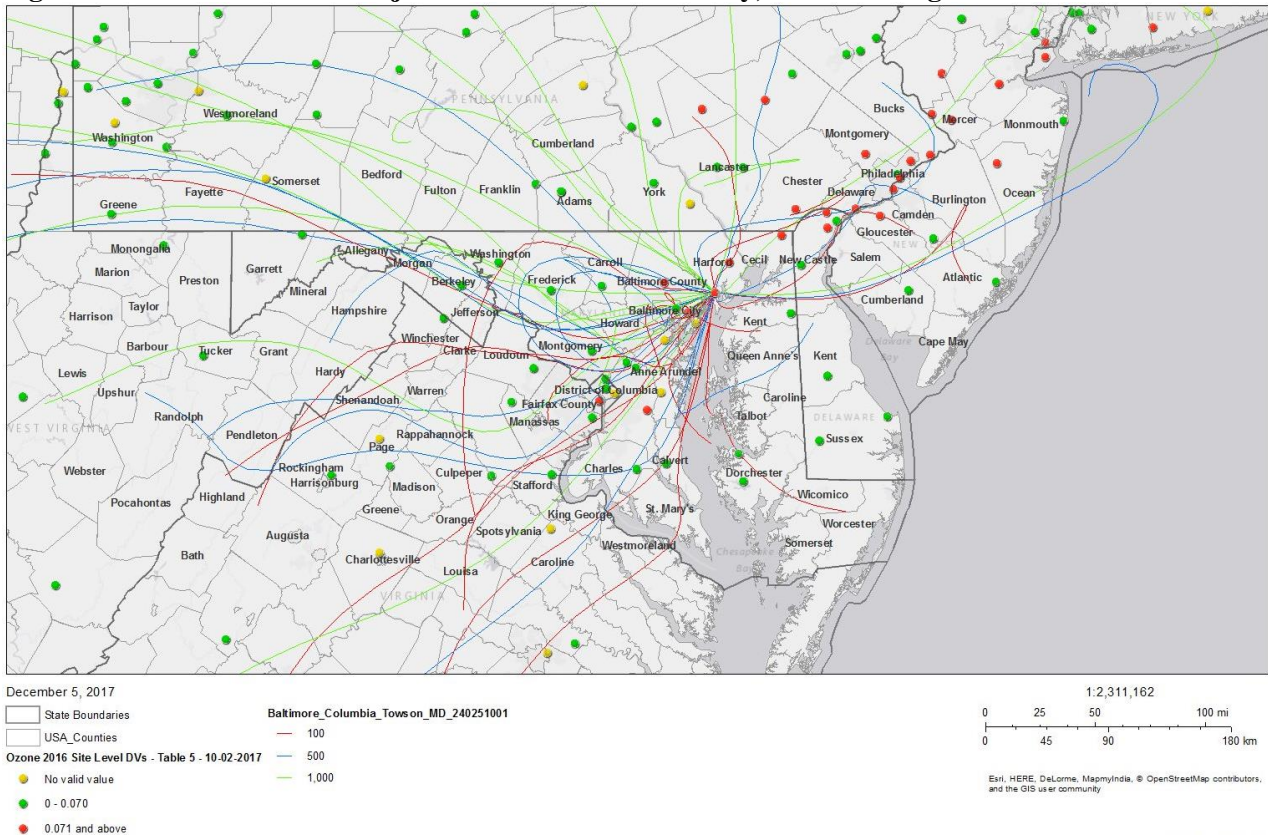 NEW YORK
PENNSYLVANIA
Westmoreland
Bucks
Mercer
Monmouth
Washington
Cumberland
Montgomery
Lancaster
Philadelphia
Somerset
Bedford
Chester
Fayette
Fulton
Franklin
York
Delaware
Ocean
Greene
Adams
Burlington
Camden
Gloucester
NEW
Monongalia
Allegany
Washington
Carroll
Harford
Cecil
New Castle
Salem
Marion
Garrett
Morgan
Preston
Berkeley
Frederick
Baltimore County
Atlantic
Taylor
Mineral
Cumberland
Harrison
Hampshire
Jefferson
Baltimore City
Howard
Kent
Barbour
Winchester
Cape May
Tucker
Grant
Clarke
Loudoun
Montgomery
Queen Anne's
Kent
Delaware
Bay
Lewis
Hardy
Anne Arundel
Upshur
Warren
District of Columbia
Caroline
Shenandoah
Fairfax County
Randolph
Talbot
DELAWARE
WEST VIRGINIA
Manassas
Pendleton
Rappahannock
Sussex
Page
Webster
Rockingham
Culpeper
Charles
Calvert
Dorchester
Harrisonburg
Madison
Stafford
Pocahontas
Highland
Wicomico
Greene
Orange
King George
St. Mary's
Augusta
Spotsylvania
Worcester
Westmoreland
Somerset
Bath
Charlottesville
Caroline
Chesapeake
Bay
Louisa
VIRGINIA
December 5, 2017
State Boundaries
USA_Counties
Ozone 2016 Site Level DVs - Table 5 - 10-02-2017
No valid value
0 - 0.070
0.071 and above
Baltimore_Columbia_Towson_MD_240251001
100
500
1,000
1:2,311,162
0 25 50 100 mi
0 45 90 180 km
Esri, HERE, DeLorme, MapmyIndia, © OpenStreetMap contributors,
and the GIS user community